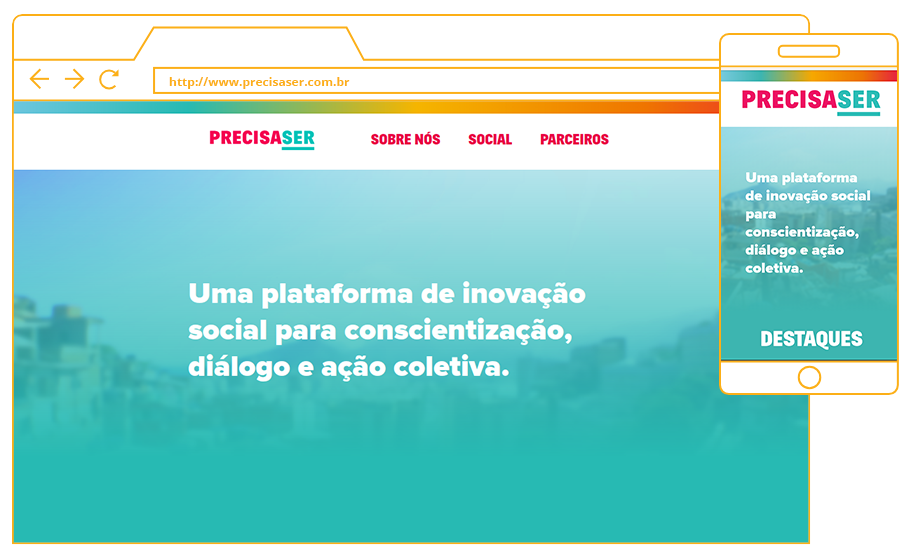 http://www.precisaser.com.br
PRECISASER
SOBRE NÓS
SOCIAL
PARCEIROS
Uma plataforma de inovação
social para conscientização,
diálogo e ação coletiva.
PRECISASER
Uma plataforma
de inovação social
para
conscientização,
diálogo e ação
coletiva.
DESTAQUES